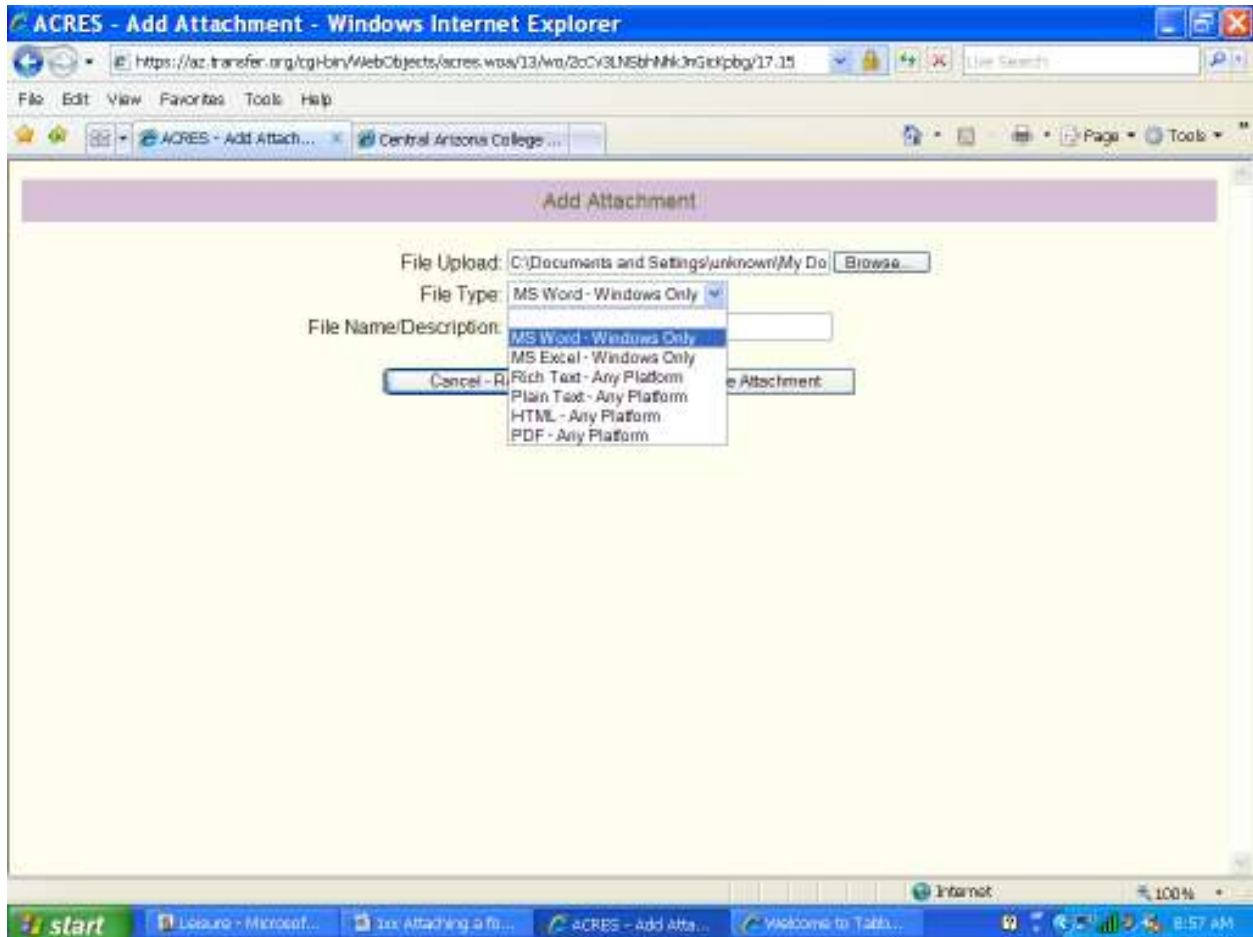 ACRES - Add Attachment - Windows Internet Explorer
Live Search
File Edit View Favorites Tools Help
ACRES - Add Attach... Central Arizona College ... Page Tools
Add Attachment
File Upload: C:\Documents and Settings\unknown\My Do Browse...
File Type: MS Word - Windows Only
File Name/Description:
MS Word - Windows Only
MS Excel - Windows Only
Cancel - R Rich Text - Any Platform e Attachment
Plain Text - Any Platform
HTML - Any Platform
PDF - Any Platform
Internet 100%
start Leisure - Microsof... Attaching a fo... ACRES - Add Atta... Welcome to Tabb... 8:57 AM